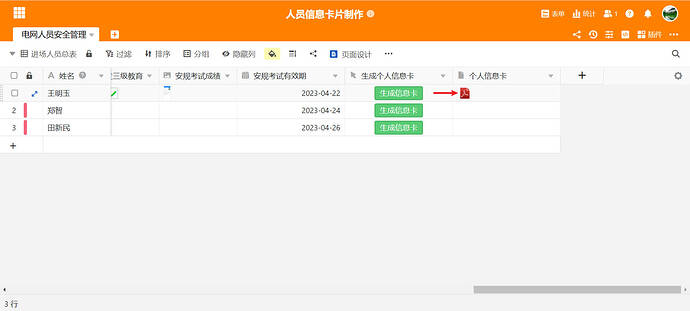 人员信息卡片制作
表单 统计 1
电网人员安全管理
插件
进场人员总表 过滤 排序 分组 隐藏列 页面设计
姓名 三级教育 安规考试成绩 安规考试有效期 生成个人信息卡 个人信息卡
王明玉 2023-04-22 生成信息卡
2 郑智 2023-04-24 生成信息卡
3 田新民 2023-04-26 生成信息卡
3 行